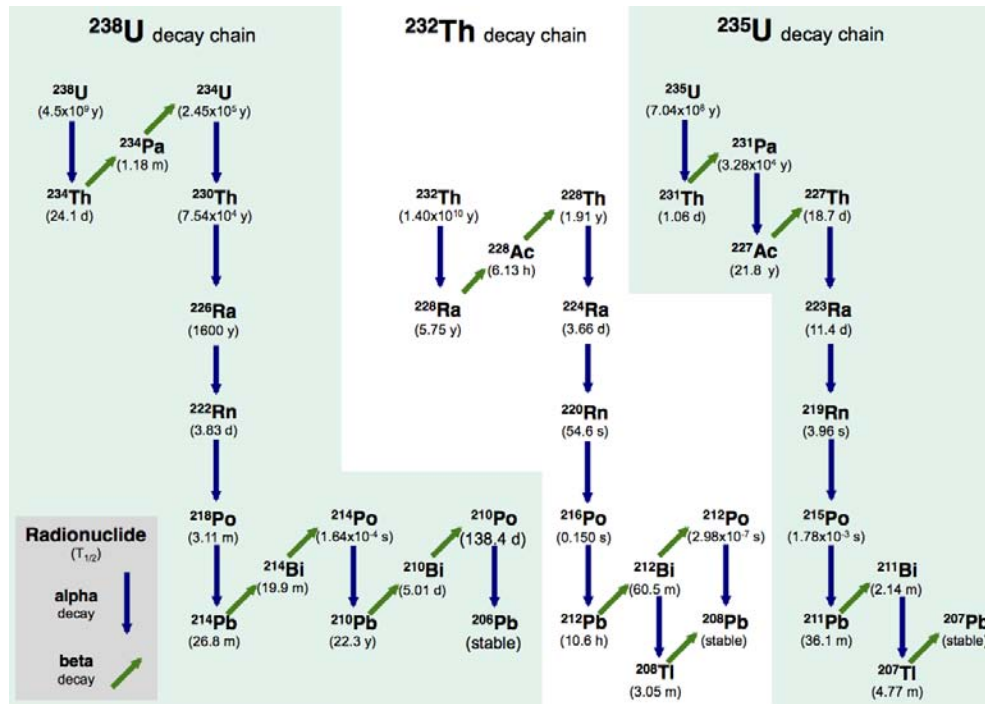 ²³⁸U decay chain
²³²Th decay chain
²³⁵U decay chain
²³⁸U
(4.5x10⁹ y)
²³⁴U
(2.45x10⁵ y)
²³⁴Pa
(1.18 m)
²³⁴Th
(24.1 d)
²³⁰Th
(7.54x10⁴ y)
²²⁶Ra
(1600 y)
²²²Rn
(3.83 d)
²¹⁸Po
(3.11 m)
²¹⁴Po
(1.64x10⁻⁴ s)
²¹⁰Po
(138.4 d)
²¹⁴Bi
(19.9 m)
²¹⁰Bi
(5.01 d)
²¹⁴Pb
(26.8 m)
²¹⁰Pb
(22.3 y)
²⁰⁶Pb
(stable)
²³²Th
(1.40x10¹⁰ y)
²²⁸Th
(1.91 y)
²²⁸Ac
(6.13 h)
²²⁸Ra
(5.75 y)
²²⁴Ra
(3.66 d)
²²⁰Rn
(54.6 s)
²¹⁶Po
(0.150 s)
²¹²Po
(2.98x10⁻⁷ s)
²¹²Bi
(60.5 m)
²¹²Pb
(10.6 h)
²⁰⁸Pb
(stable)
²⁰⁸Tl
(3.05 m)
²³⁵U
(7.04x10⁸ y)
²³¹Pa
(3.28x10⁴ y)
²³¹Th
(1.06 d)
²²⁷Th
(18.7 d)
²²⁷Ac
(21.8 y)
²²³Ra
(11.4 d)
²¹⁹Rn
(3.96 s)
²¹⁵Po
(1.78x10⁻³ s)
²¹¹Bi
(2.14 m)
²¹¹Pb
(36.1 m)
²⁰⁷Pb
(stable)
²⁰⁷Tl
(4.77 m)
Radionuclide
(T₁/₂)
alpha
decay
beta
decay